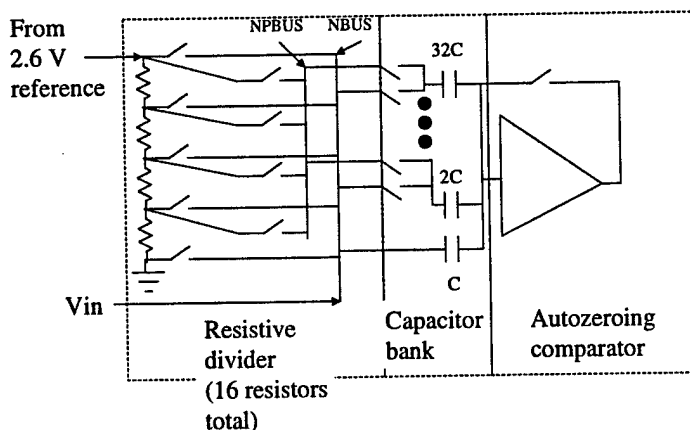 From
2.6 V
reference
NPBUS
NBUS
32C
2C
C
Vin
Resistive
divider
(16 resistors
total)
Capacitor
bank
Autozeroing
comparator